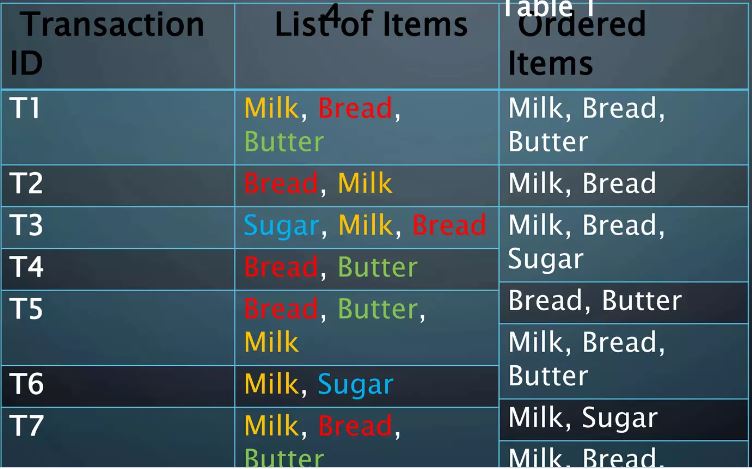 4
Table 1
Transaction ID
List of Items
Ordered Items
T1
Milk, Bread,
Butter
Milk, Bread,
Butter
T2
Bread, Milk
Milk, Bread
T3
Sugar, Milk, Bread
Milk, Bread,
Sugar
T4
Bread, Butter
Bread, Butter
T5
Bread, Butter,
Milk
Milk, Bread,
Butter
T6
Milk, Sugar
Milk, Sugar
T7
Milk, Bread,
Butter
Milk, Bread,